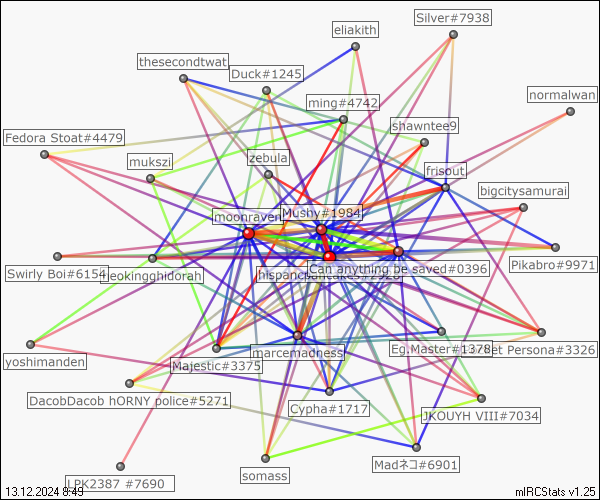 Silver#7938
eliakith
thesecondtwat
Duck#1245
normalwan
ming#4742
shawntee9
Fedora Stoat#4479
mukszi
zebula
frisout
bigcitysamurai
moonraven
Mushy#1984
Pikabro#9971
Swirly Boi#6154
neokingghidorah
Can anything be saved#0396
yoshimanden
Majestic#3375
marcemadness
Eg.Master#1378
et Persona#3326
DacobDacob hORNY police#5271
Cypha#1717
JKOUYH VIII#7034
Madネコ#6901
somass
LPK2387 #7690
13.12.2024 8:49
mIRCStats v1.25